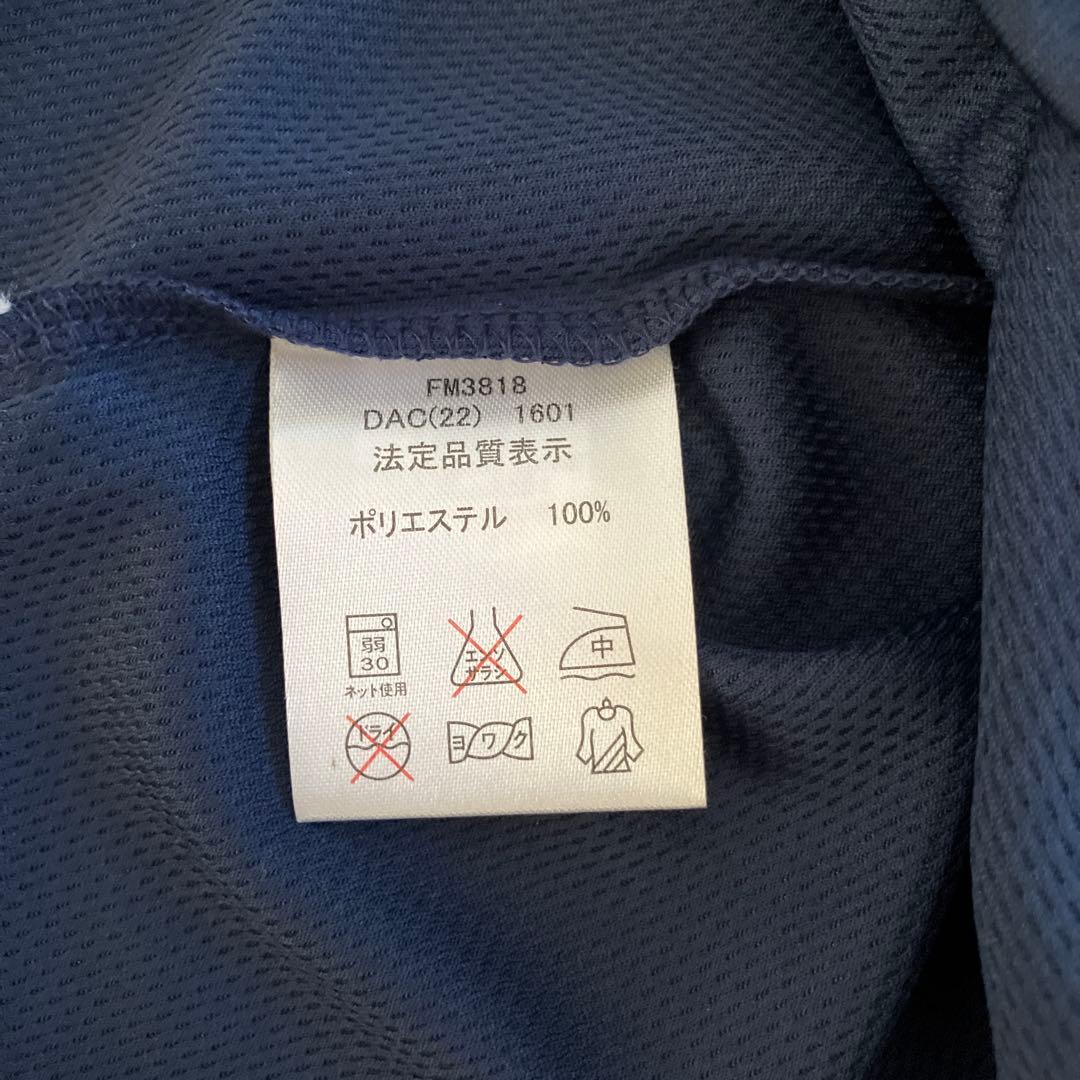 FM3818
DAC(22) 1601
法定品質表示
ポリエステル 100%
弱
30
ネット使用
エンソ
サラシ
中
ドライ
ヨワク